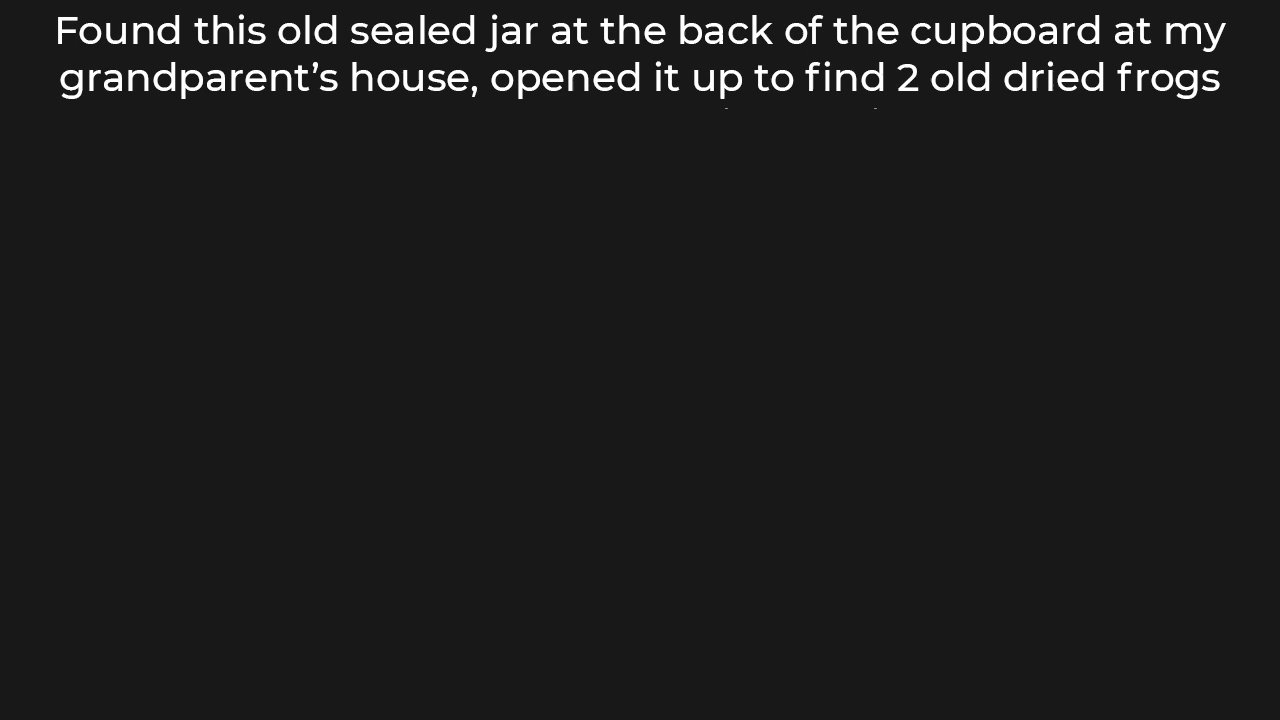 Found this old sealed jar at the back of the cupboard at my
grandparent’s house, opened it up to find 2 old dried frogs